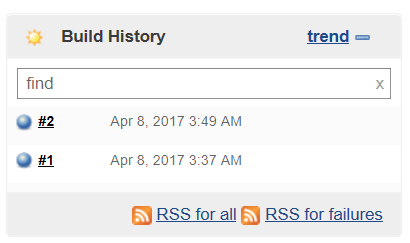 Build History trend
find x
#2 Apr 8, 2017 3:49 AM
#1 Apr 8, 2017 3:37 AM
RSS for all RSS for failures